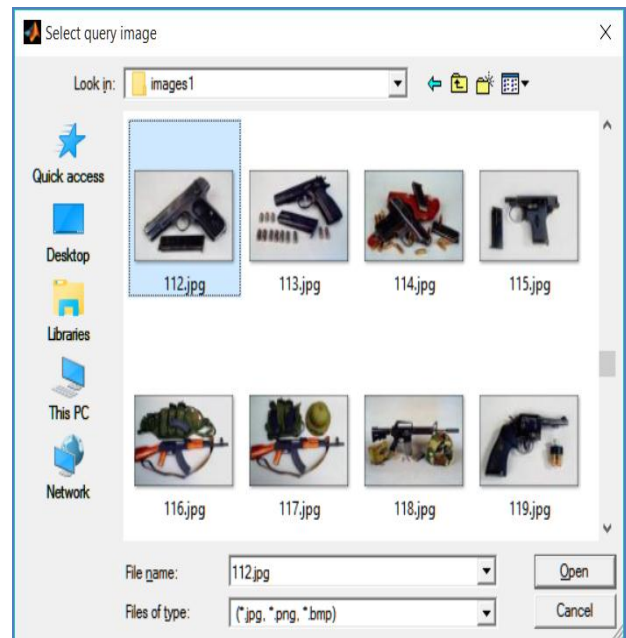 Select query image
Look in:
images1
Quick access
Desktop
Libraries
This PC
Network
112.jpg
113.jpg
114.jpg
115.jpg
116.jpg
117.jpg
118.jpg
119.jpg
File name:
112.jpg
Open
Files of type:
(*.jpg, *.png, *.bmp)
Cancel